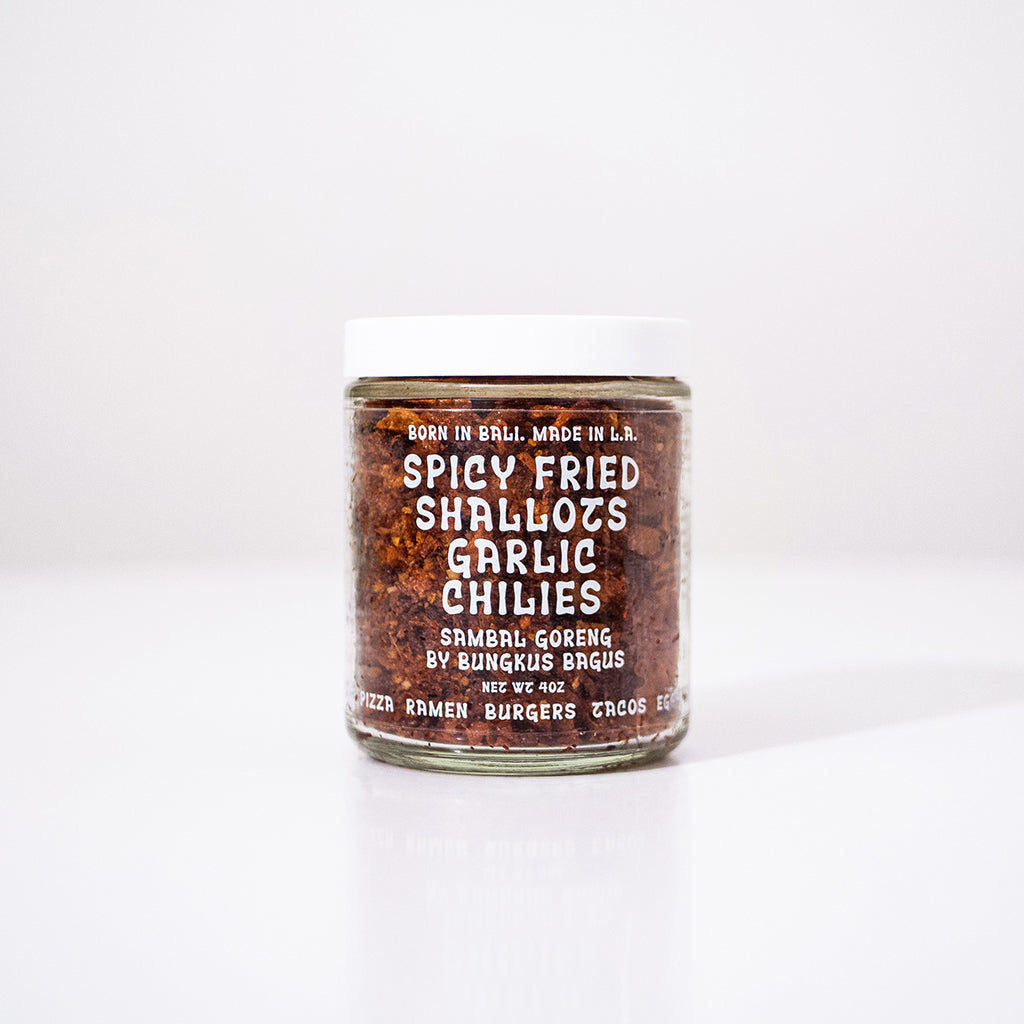 BORN IN BALI. MADE IN L.A.
SPICY FRIED
SHALLOTS
GARLIC
CHILIES
SAMBAL GORENG
BY BUNGKUS BAGUS
NET WT 4OZ
PIZZA RAMEN BURGERS TACOS